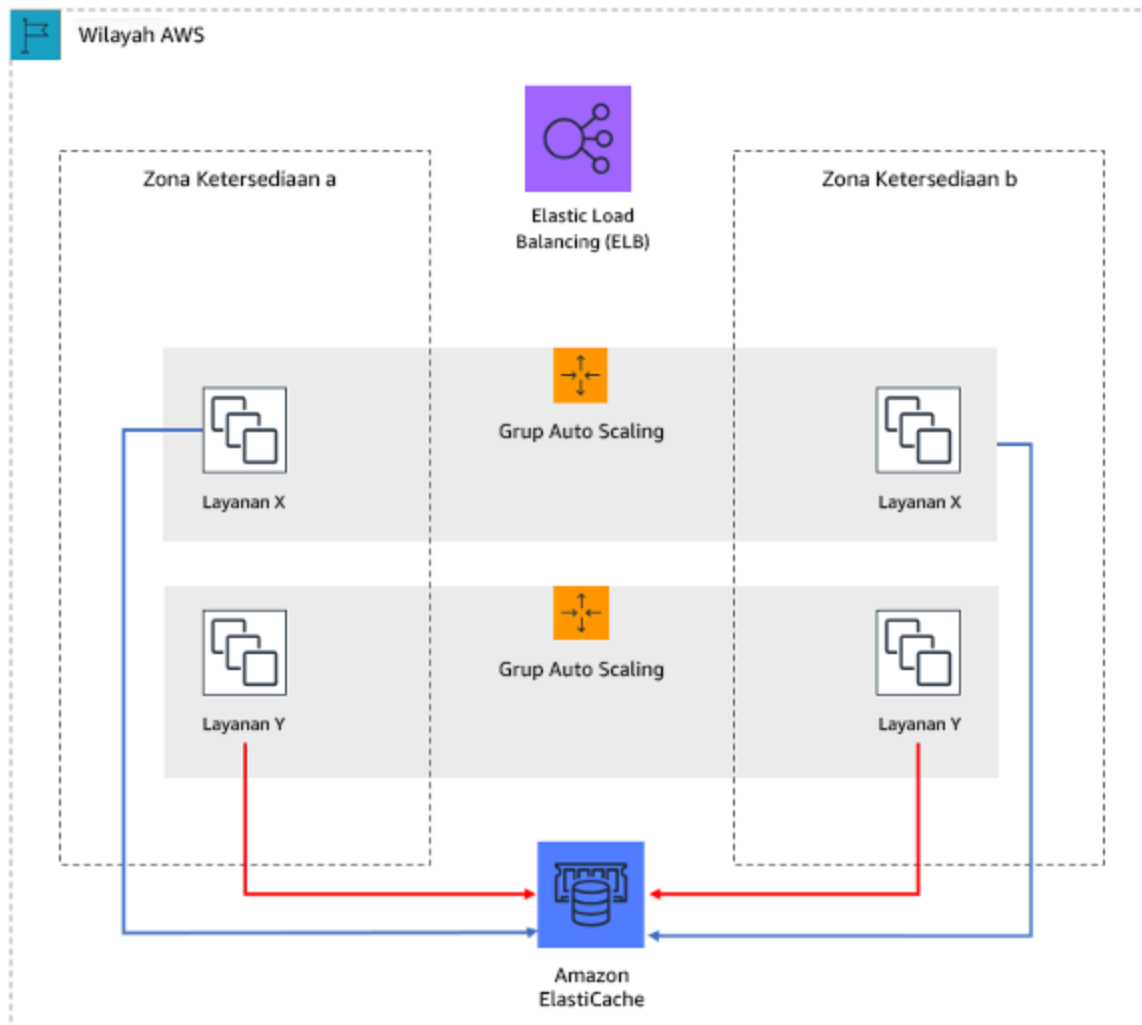 Wilayah AWS
Elastic Load
Balancing (ELB)
Zona Ketersediaan a
Zona Ketersediaan b
Grup Auto Scaling
Layanan X
Layanan X
Grup Auto Scaling
Layanan Y
Layanan Y
Amazon
ElastiCache